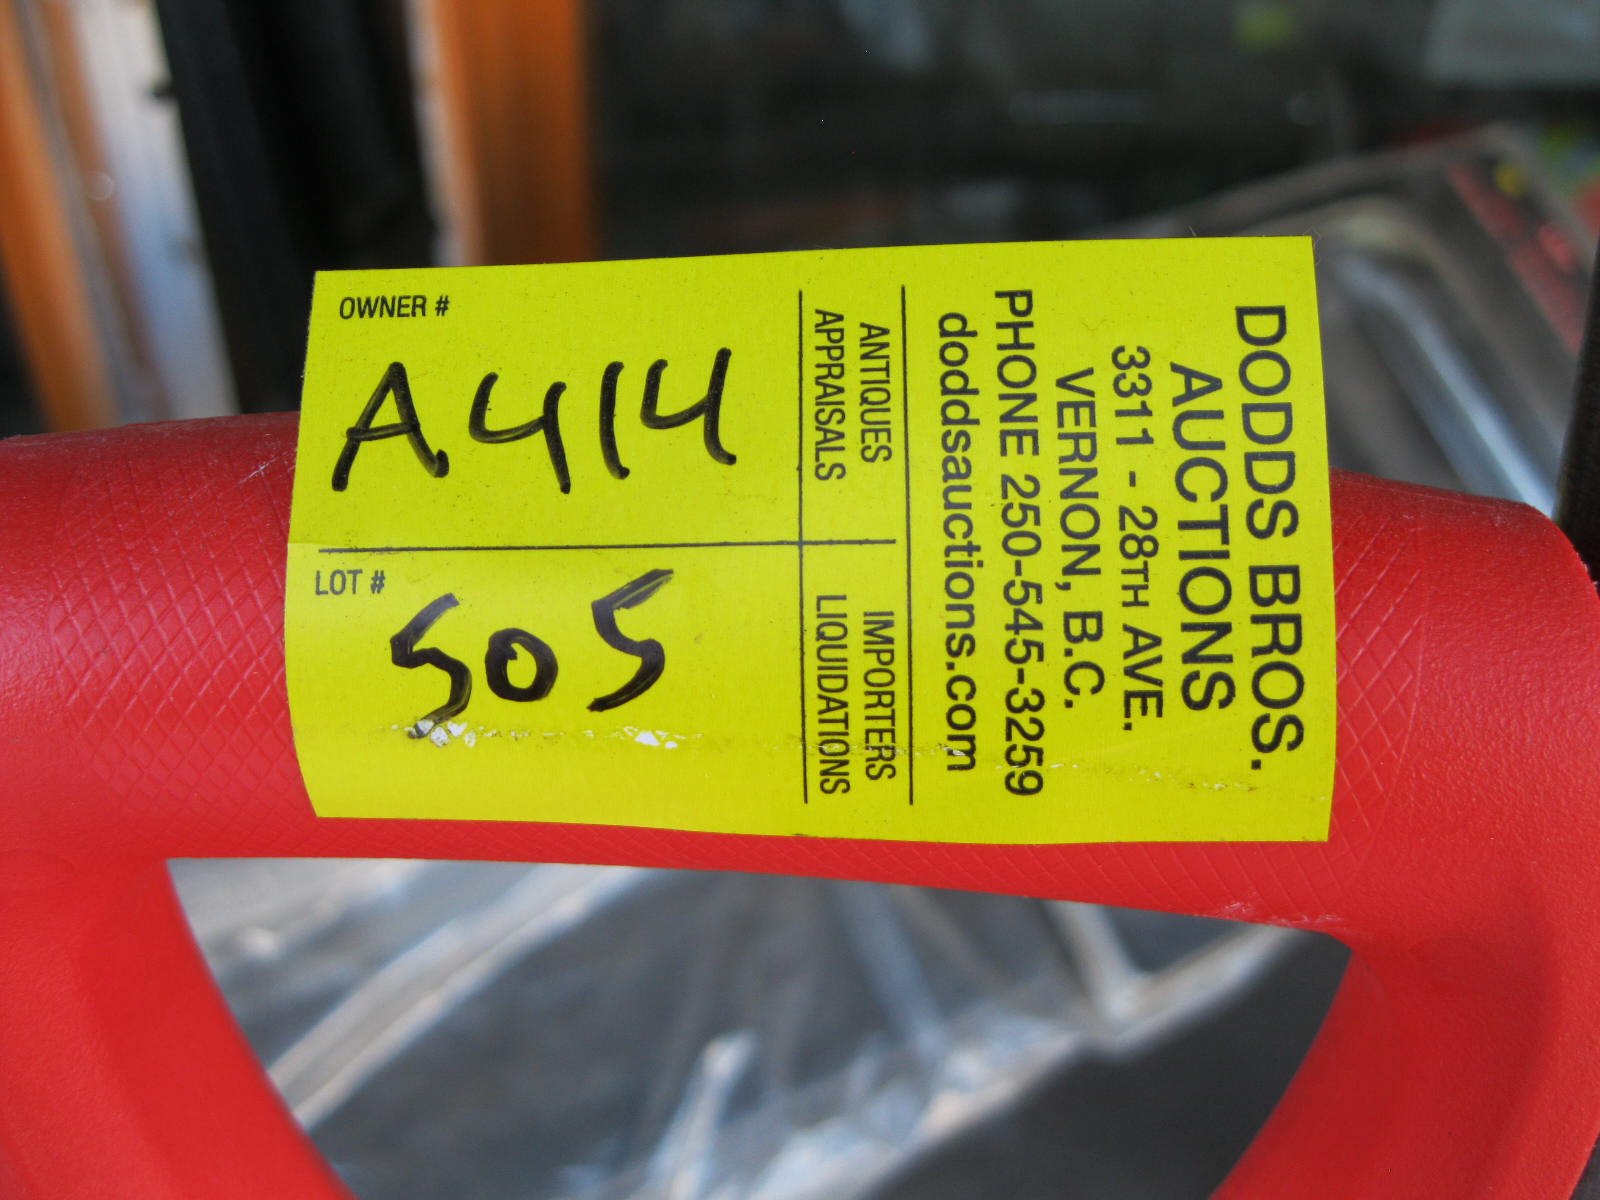 DODDS BROS.
AUCTIONS
3311 - 28TH AVE.
VERNON, B.C.
PHONE 250-545-3259
doddsauctions.com
ANTIQUES
APPRAISALS
IMPORTERS
LIQUIDATIONS
OWNER #
A414
LOT #
505